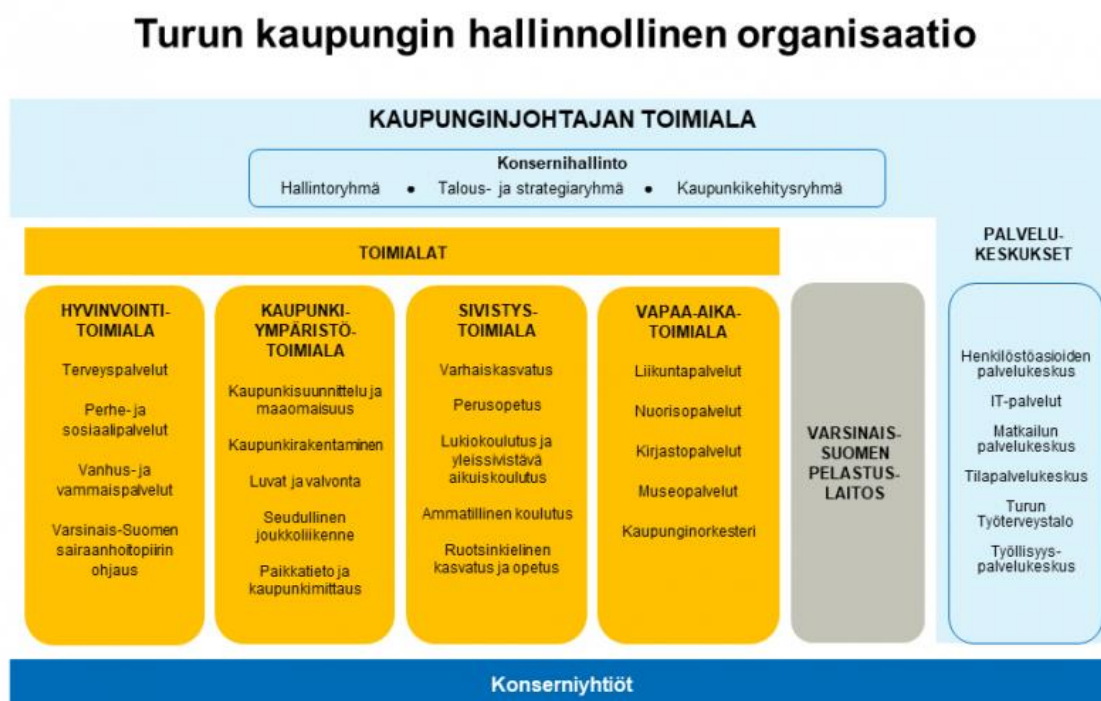 Turun kaupungin hallinnollinen organisaatio
KAUPUNGINJOHTAJAN TOIMIALA
Konsernihallinto
Hallintoryhmä • Talous- ja strategiaryhmä • Kaupunkikehitysryhmä
TOIMIALAT
HYVINVOINTI-
TOIMIALA
Terveyspalvelut
Perhe- ja
sosiaalipalvelut
Vanhus- ja
vammaispalvelut
Varsinais-Suomen
sairaanhoitopiirin
ohjaus
KAUPUNKI-
YMPÄRISTÖ-
TOIMIALA
Kaupunkisuunnittelu ja
maaomaisuus
Kaupunkirakentaminen
Luvat ja valvonta
Seudullinen
joukkoliikenne
Paikkatieto ja
kaupunkimittaus
SIVISTYS-
TOIMIALA
Varhaiskasvatus
Perusopetus
Lukiokoulutus ja
yleissivistävä
aikuiskoulutus
Ammatillinen koulutus
Ruotsinkielinen
kasvatus ja opetus
VAPAA-AIKA-
TOIMIALA
Liikuntapalvelut
Nuorisopalvelut
Kirjastopalvelut
Museopalvelut
Kaupunginorkesteri
VARSINAIS-
SUOMEN
PELASTUS-
LAITOS
PALVELU-
KESKUKSET
Henkilöstöasioiden
palvelukeskus
IT-palvelut
Matkailun
palvelukeskus
Tilapalvelukeskus
Turun
Työterveystalo
Työllisyys-
palvelukeskus
Konserniyhtiöt